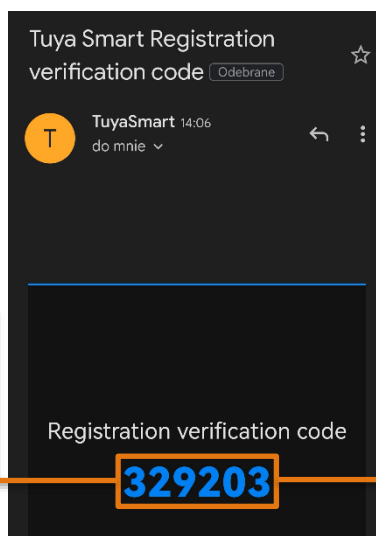 Tuya Smart Registration
verification code Odebrane
T
TuyaSmart 14:06
do mnie
Registration verification code
329203